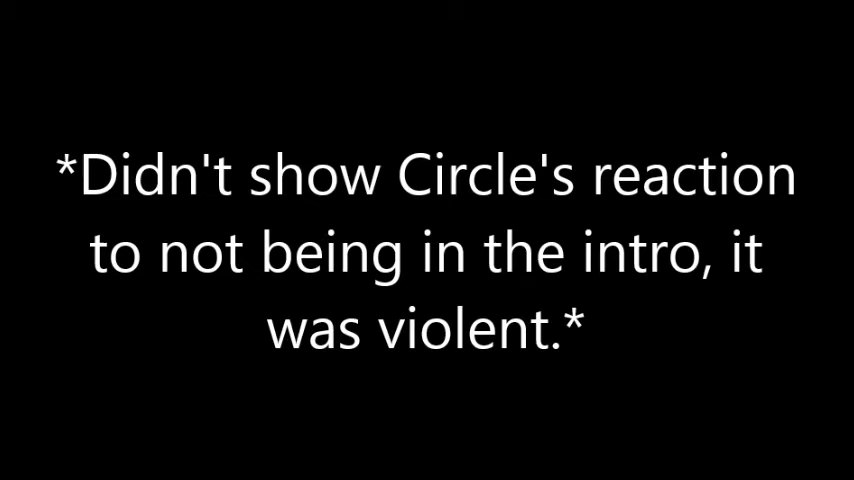 *Didn't show Circle's reaction
to not being in the intro, it
was violent.*